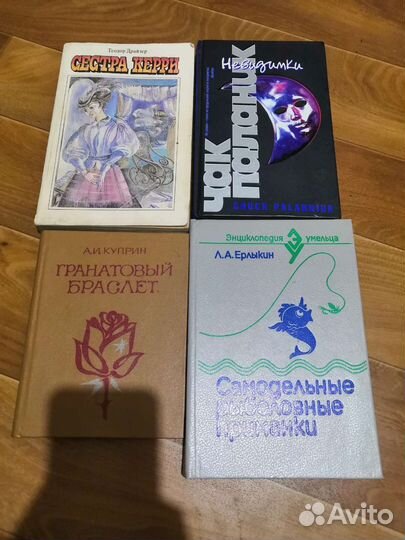 Теодор Драйзер
СЕСТРА КЕРРИ
Невидимки
ЧАК
ПАЛАНИК
CHUCK PALAHNIUK
А.И. КУПРИН
ГРАНАТОВЫЙ
БРАСЛЕТ
Энциклопедия умельца
Л.А. Ерлыкин
Самодельные
рыболовные
приманки
Avito